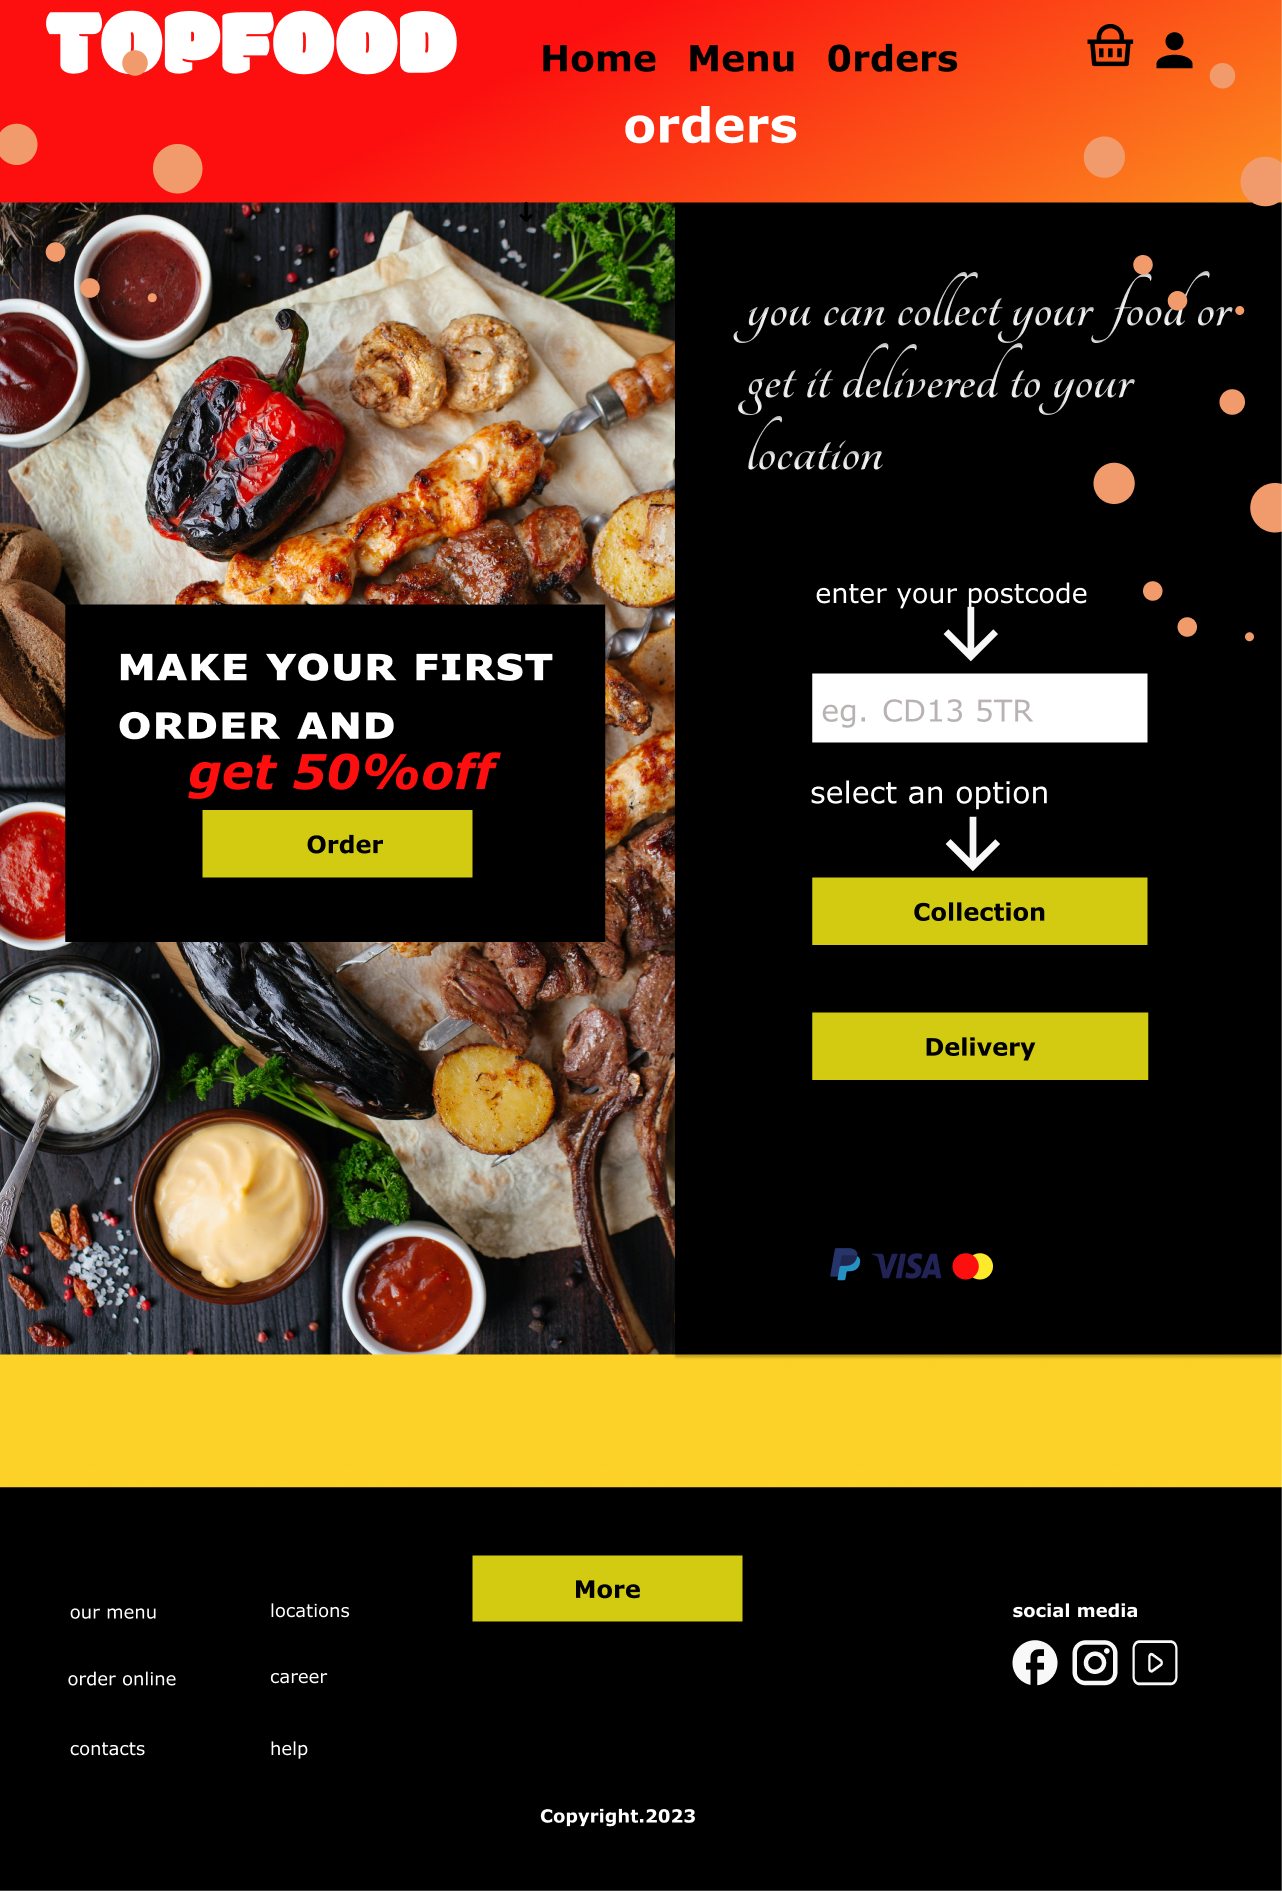 TOPFOOD
Home Menu 0rders
orders
you can collect your food or
get it delivered to your
location
enter your postcode
eg. CD13 5TR
select an option
Collection
Delivery
MAKE YOUR FIRST
ORDER AND
get 50%off
Order
VISA
More
our menu
locations
social media
order online
career
contacts
help
Copyright.2023